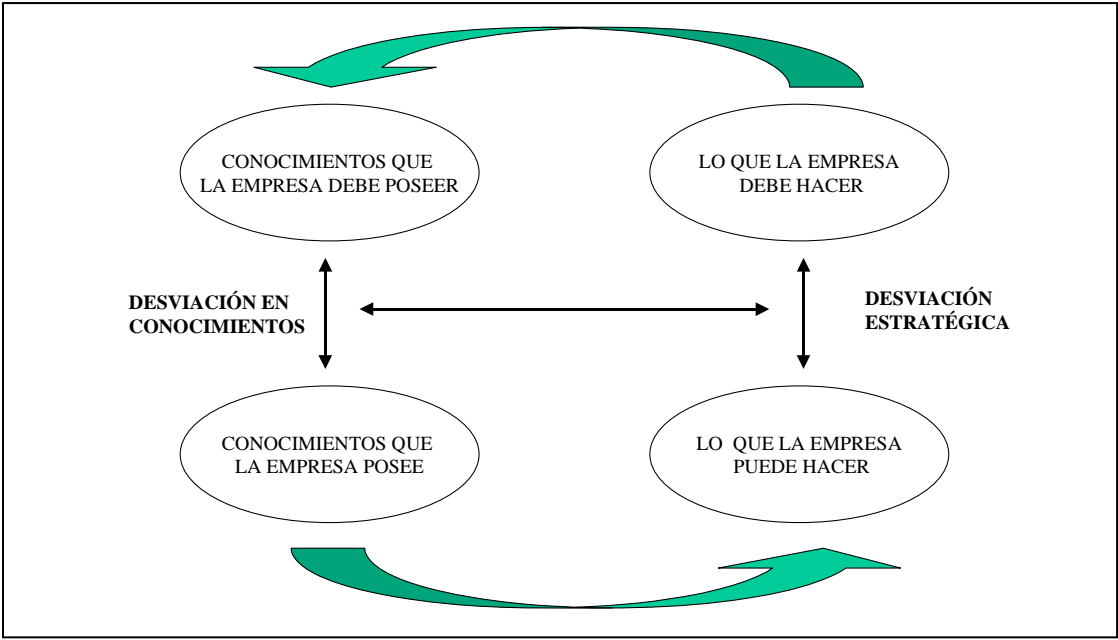 CONOCIMIENTOS QUE
LA EMPRESA DEBE POSEER
LO QUE LA EMPRESA
DEBE HACER
DESVIACIÓN EN
CONOCIMIENTOS
DESVIACIÓN
ESTRATÉGICA
CONOCIMIENTOS QUE
LA EMPRESA POSEE
LO QUE LA EMPRESA
PUEDE HACER